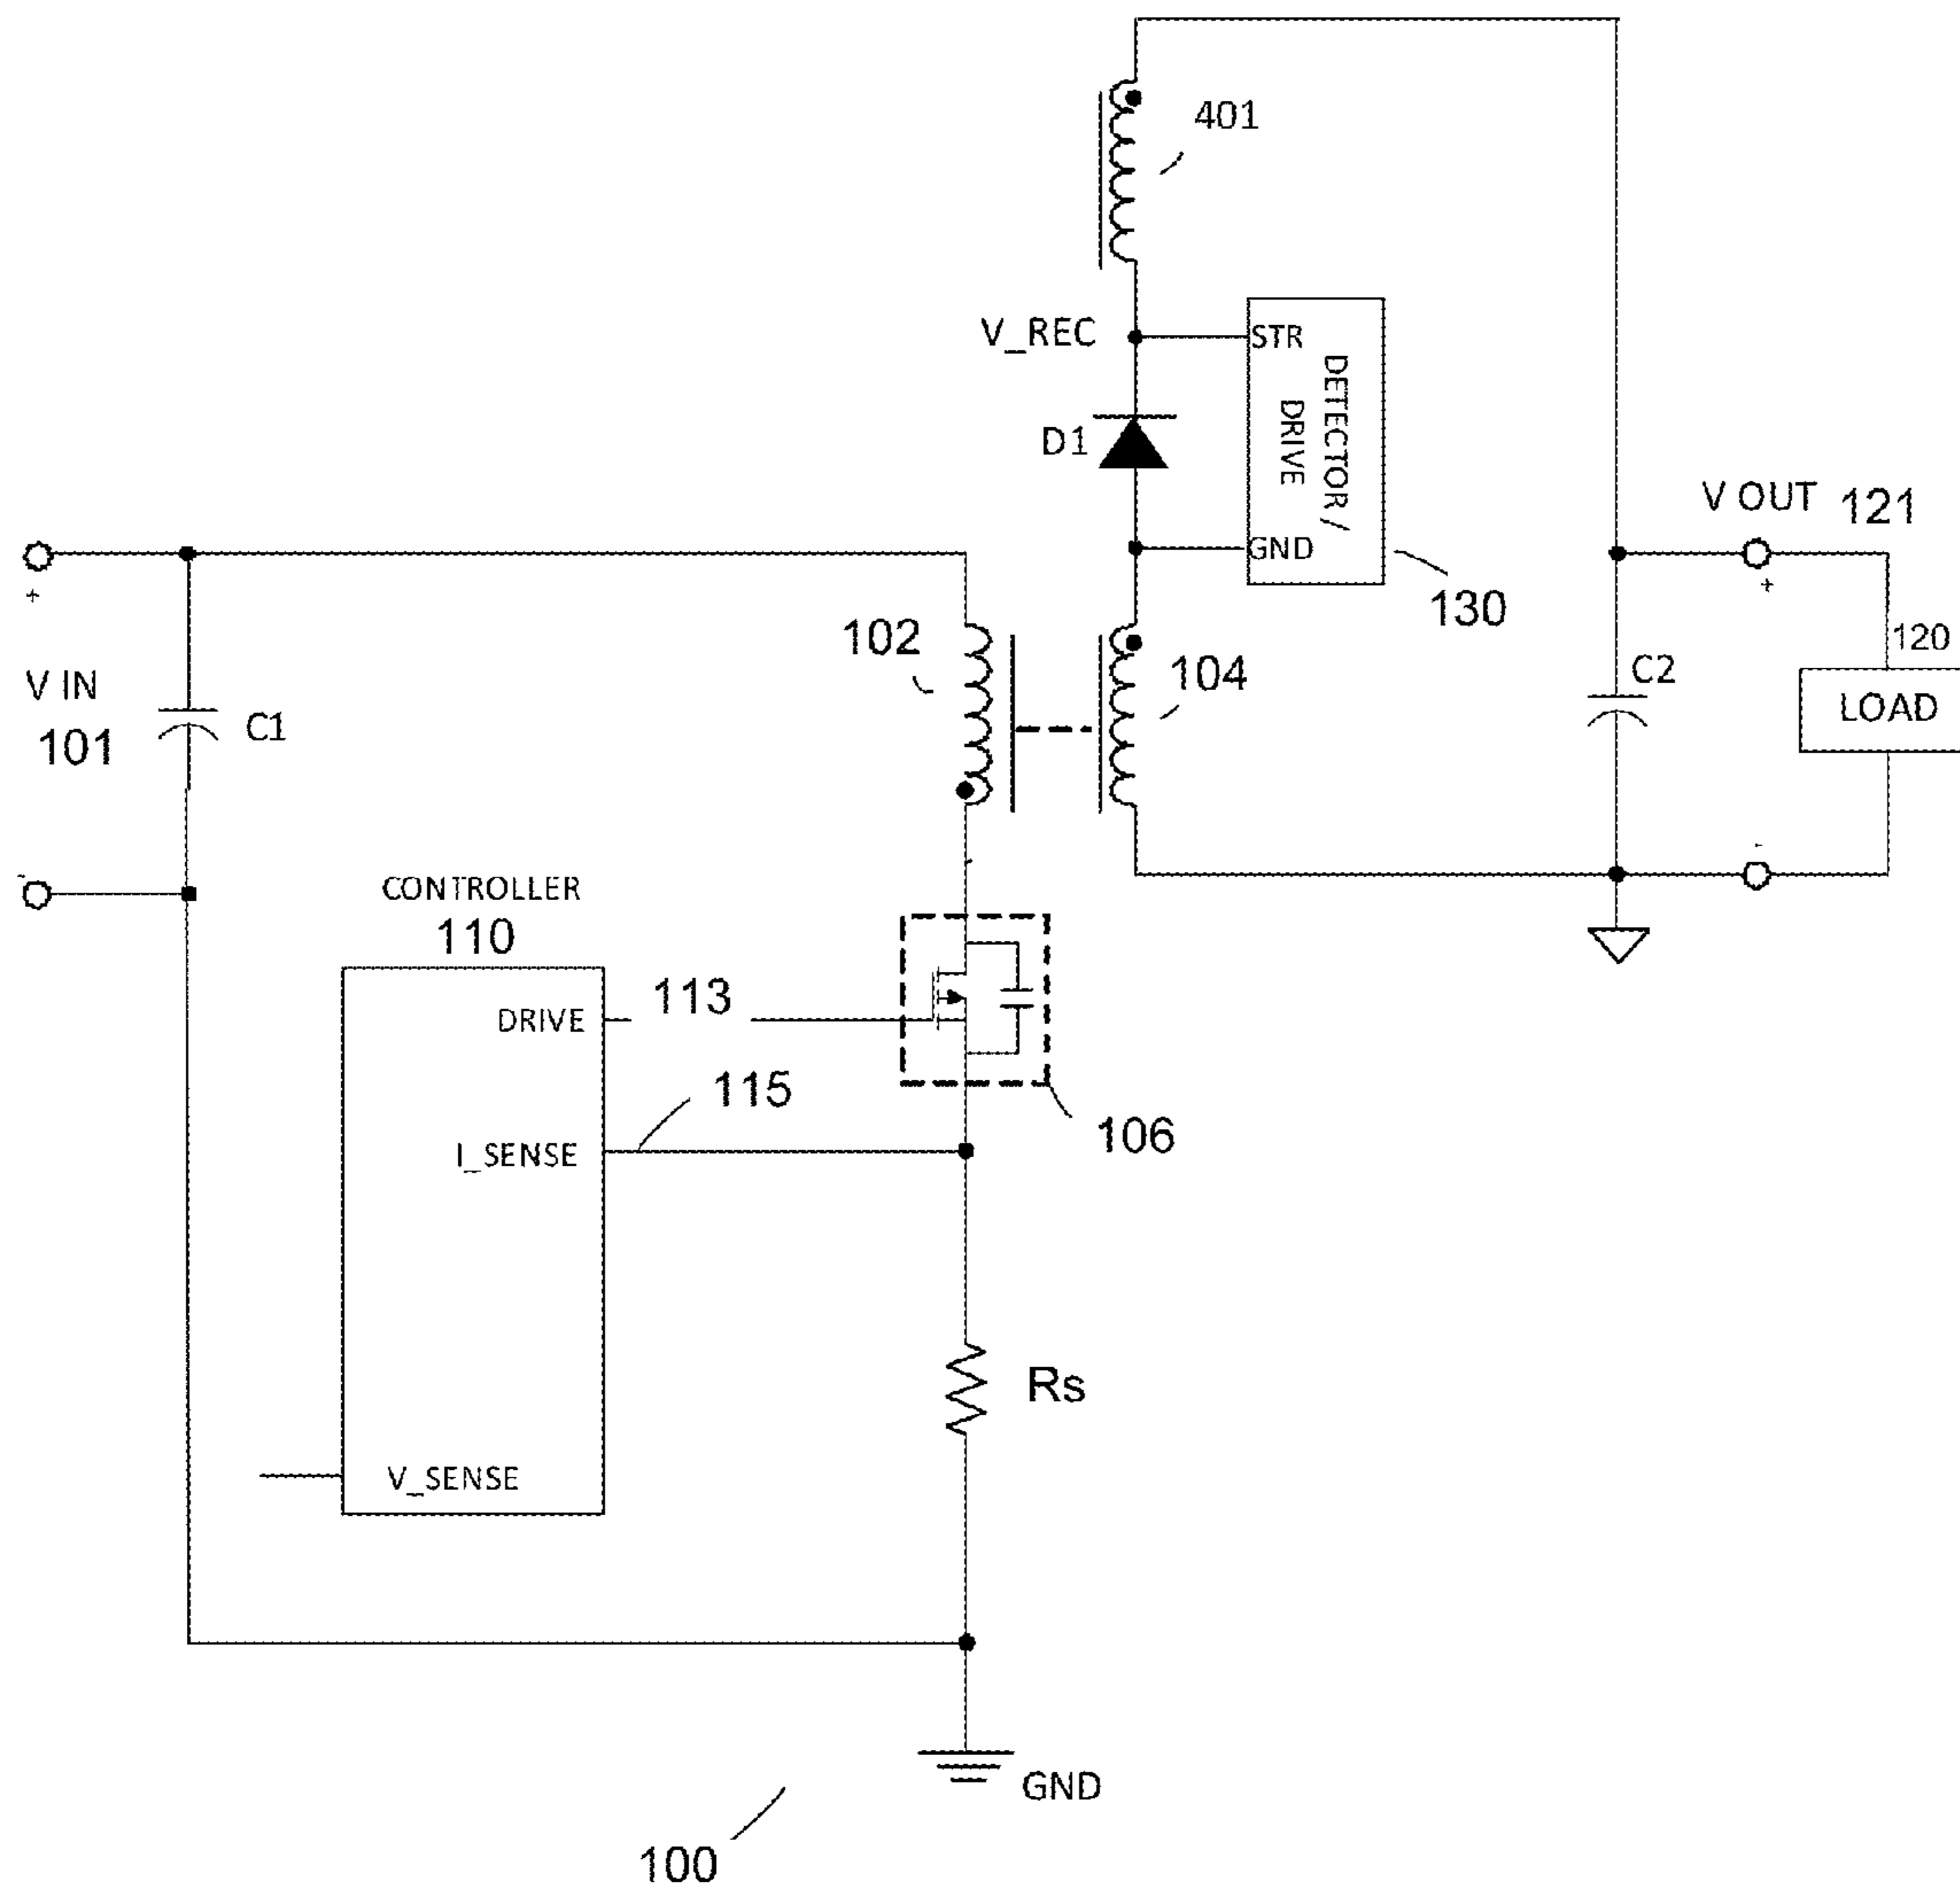 401
V_REC
STR
DETECTOR /
DRIVE
D1
GND
130
V OUT 121
+
+
102
104
120
LOAD
C2
V IN
101
C1
-
-
CONTROLLER
110
DRIVE
113
115
106
I_SENSE
Rs
V_SENSE
GND
100